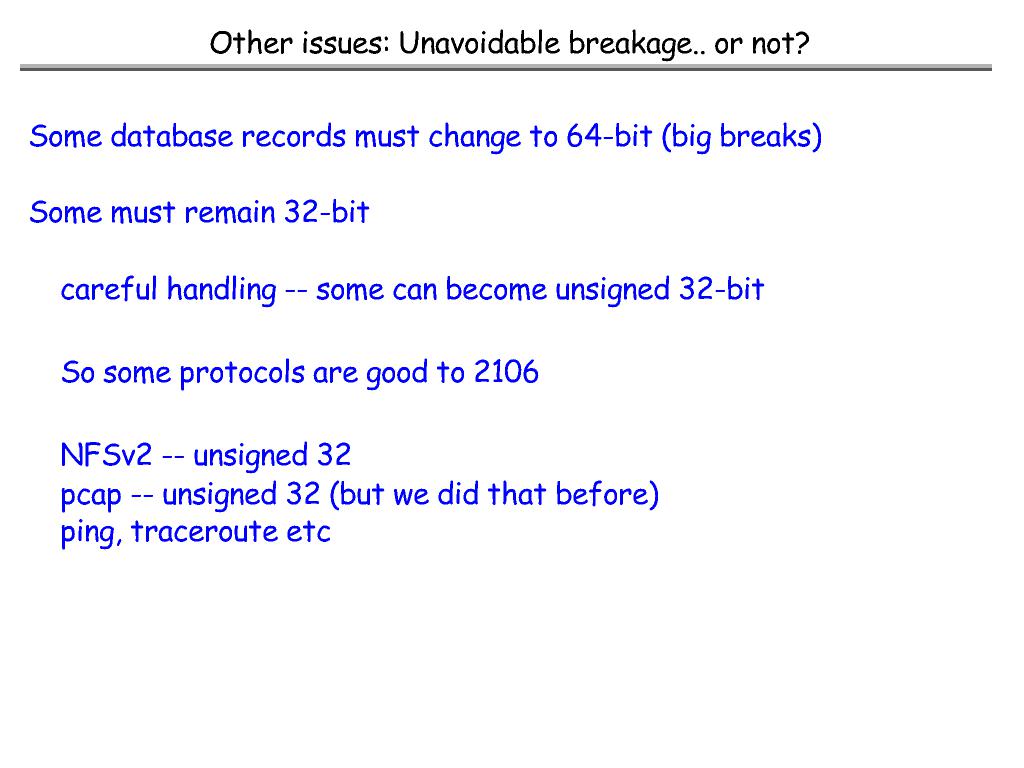 Other issues: Unavoidable breakage.. or not?
Some database records must change to 64-bit (big breaks)
Some must remain 32-bit
careful handling -- some can become unsigned 32-bit
So some protocols are good to 2106
NFSv2 -- unsigned 32
pcap -- unsigned 32 (but we did that before)
ping, traceroute etc